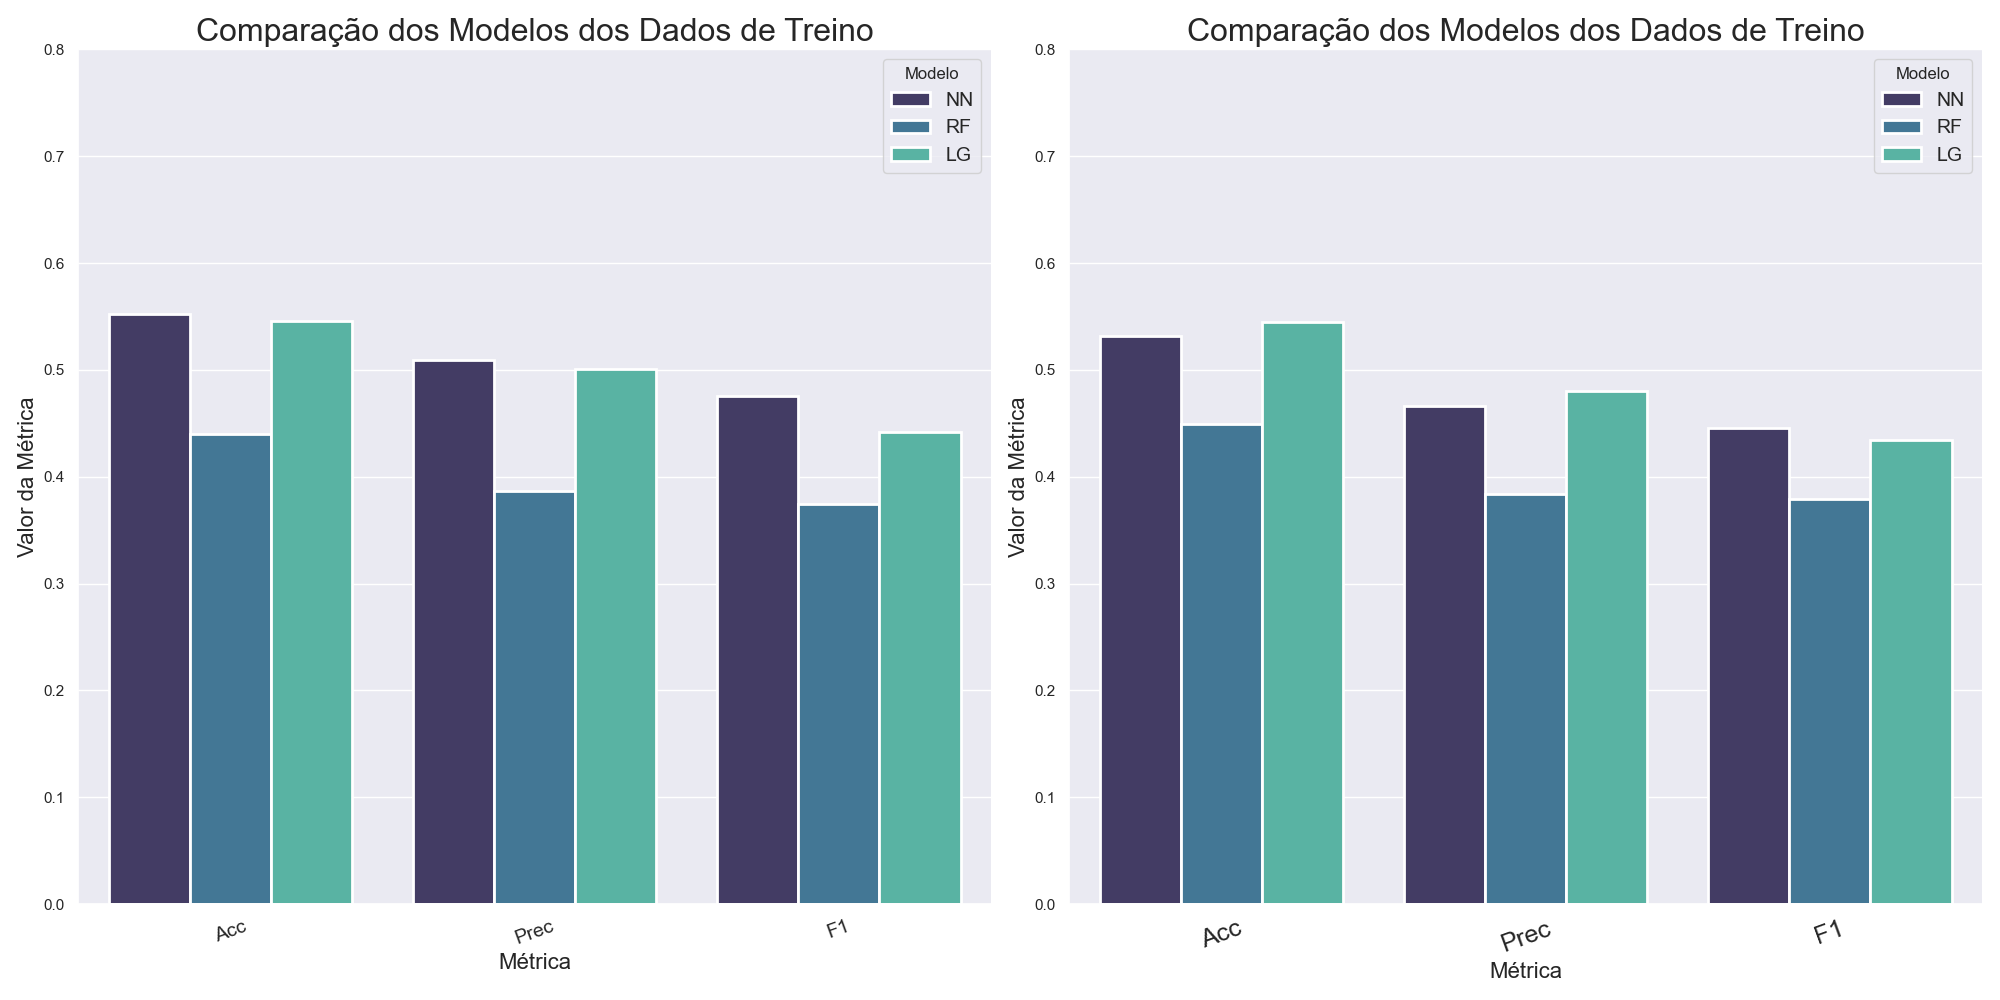 Comparação dos Modelos dos Dados de Treino
0.8
0.7
0.6
0.5
0.4
0.3
0.2
0.1
0.0
Valor da Métrica
Modelo
NN
RF
LG
Acc
Prec
F1
Métrica
Comparação dos Modelos dos Dados de Treino
0.8
0.7
0.6
0.5
0.4
0.3
0.2
0.1
0.0
Valor da Métrica
Modelo
NN
RF
LG
Acc
Prec
F1
Métrica